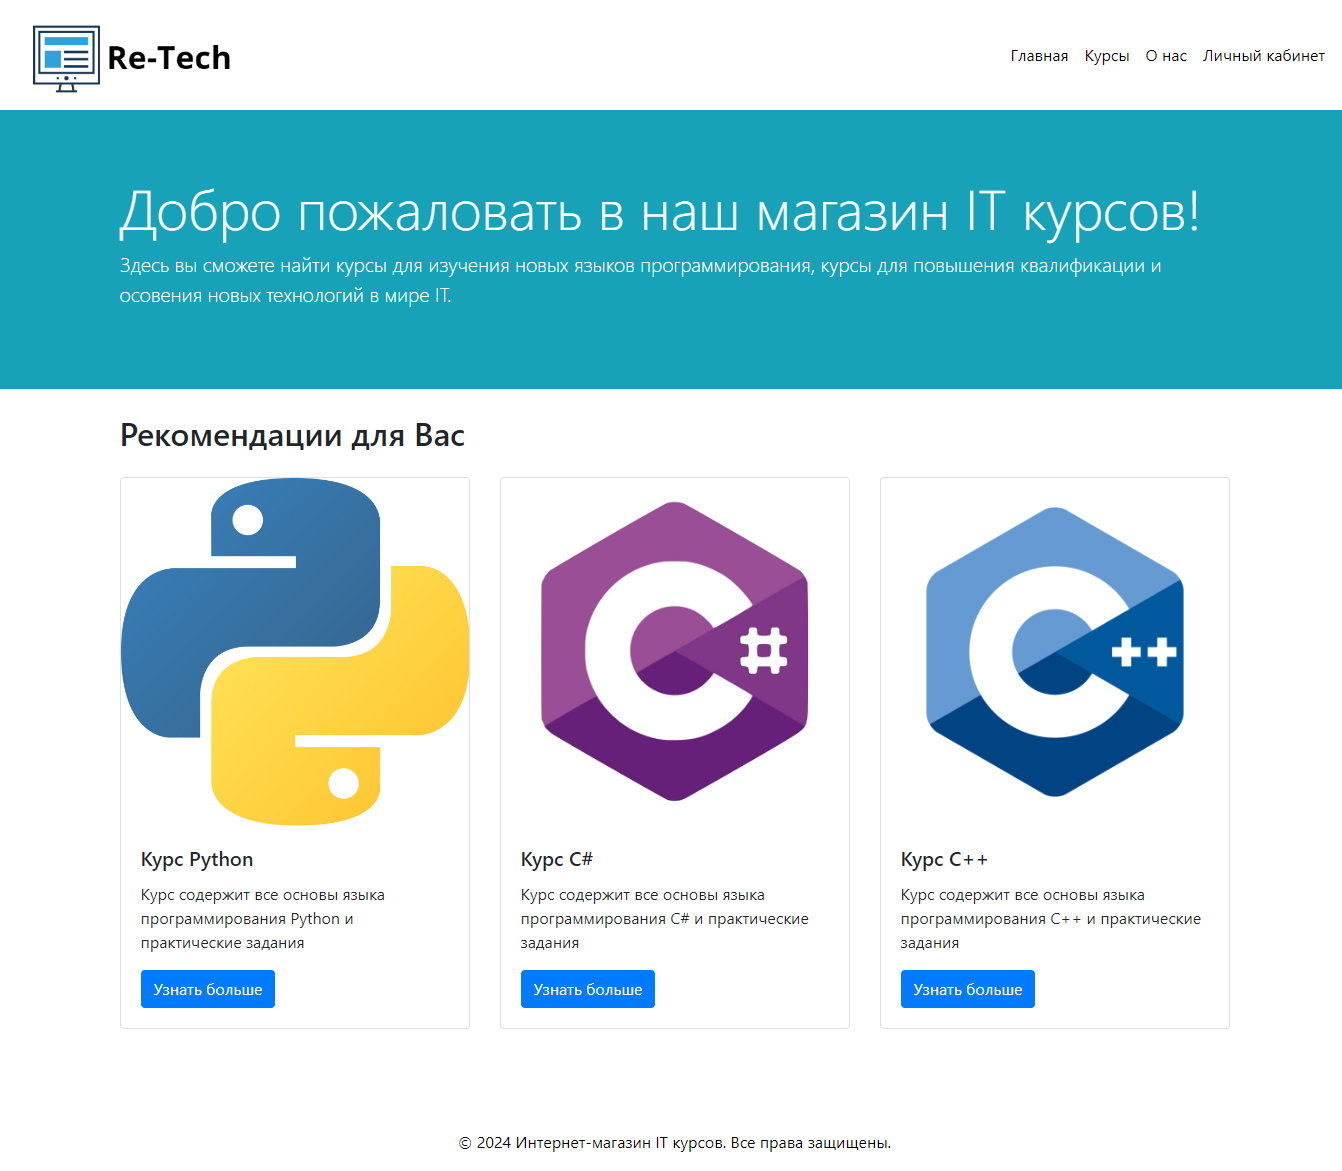 Re-Tech
Главная Курсы О нас Личный кабинет
Добро пожаловать в наш магазин IT курсов!
Здесь вы сможете найти курсы для изучения новых языков программирования, курсы для повышения квалификации и
осовения новых технологий в мире IT.
Рекомендации для Вас
Курс Python
Курс содержит все основы языка
программирования Python и
практические задания
Узнать больше
C#
Курс C#
Курс содержит все основы языка
программирования C# и практические
задания
Узнать больше
C++
Курс C++
Курс содержит все основы языка
программирования C++ и практические
задания
Узнать больше
© 2024 Интернет-магазин IT курсов. Все права защищены.